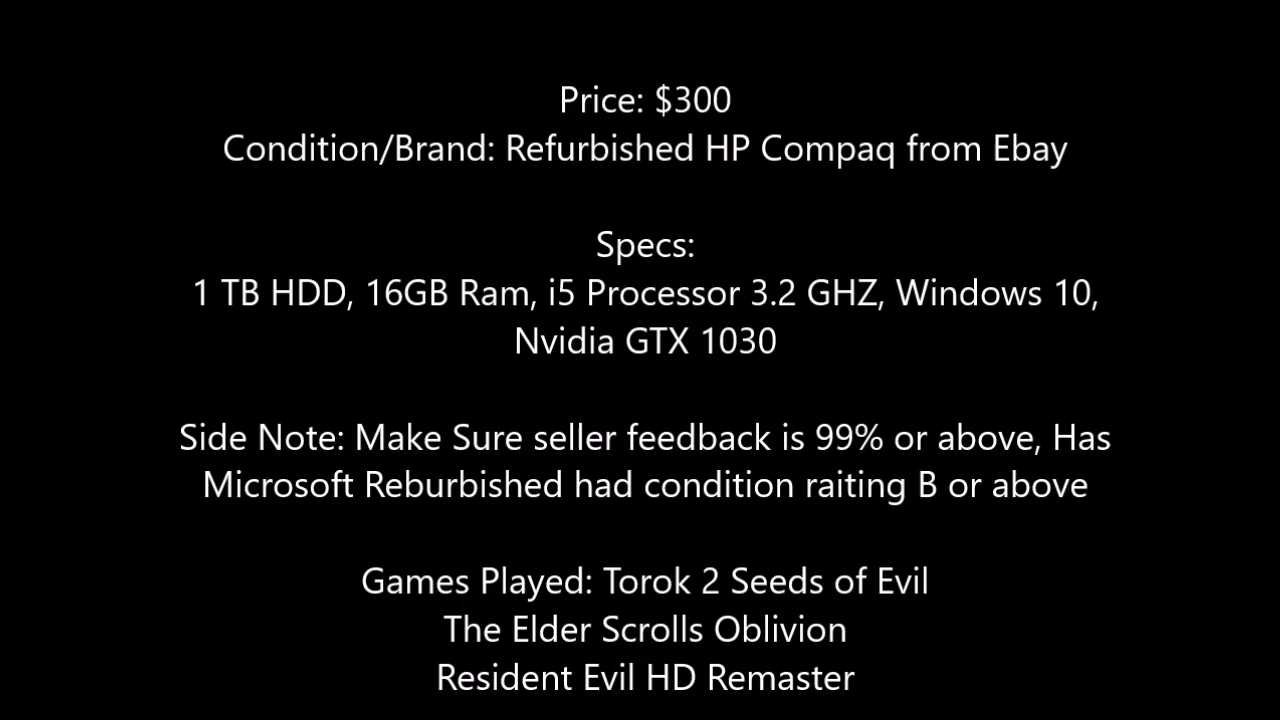 Price: $300
Condition/Brand: Refurbished HP Compaq from Ebay
Specs:
1 TB HDD, 16GB Ram, i5 Processor 3.2 GHZ, Windows 10,
Nvidia GTX 1030
Side Note: Make Sure seller feedback is 99% or above, Has
Microsoft Reburbished had condition raiting B or above
Games Played: Torok 2 Seeds of Evil
The Elder Scrolls Oblivion
Resident Evil HD Remaster